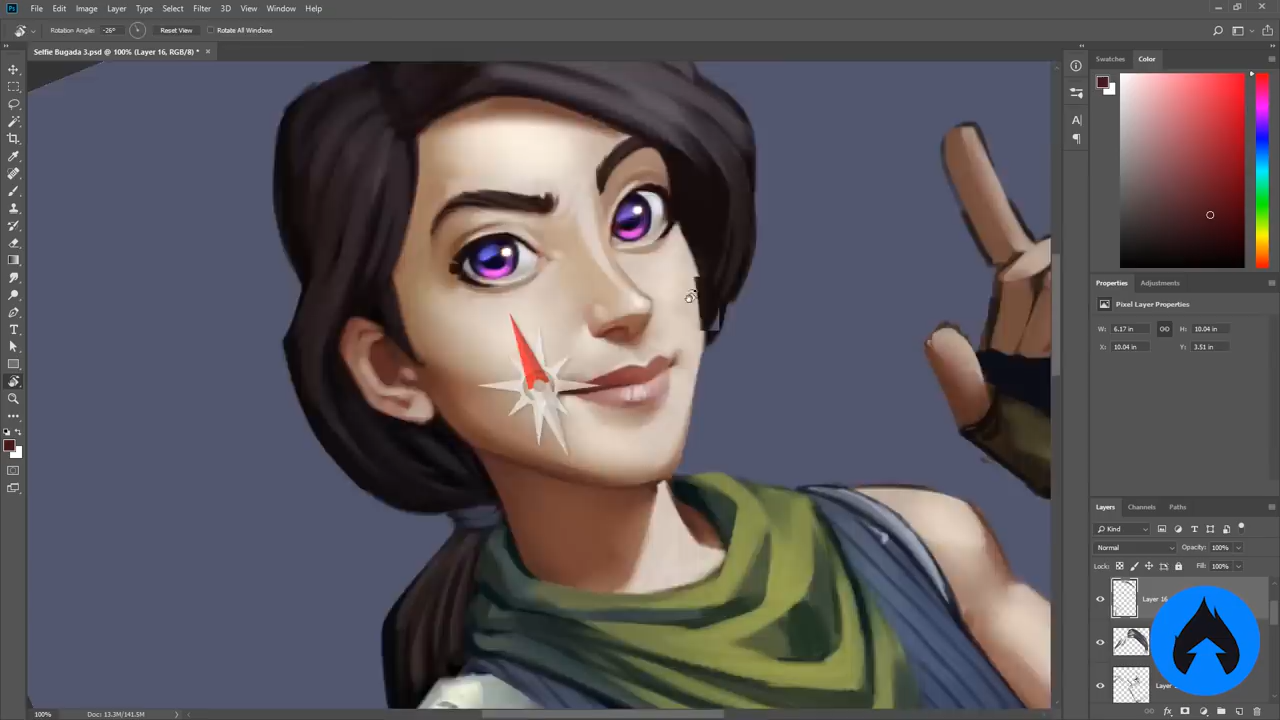 Ps File Edit Image Layer Type Select Filter 3D View Window Help
Rotation Angle: -26° Reset View Rotate All Windows
Selfie Bugada 3.psd @ 100% (Layer 16, RGB/8) * ×
Swatches Color
Properties Adjustments
Pixel Layer Properties
W: 6.17 in H: 10.04 in
X: 10.04 in Y: 3.51 in
Layers Channels Paths
Kind
Normal Opacity: 100%
Lock: Fill: 100%
Layer 16
100% Doc: 13.3M/141.5M